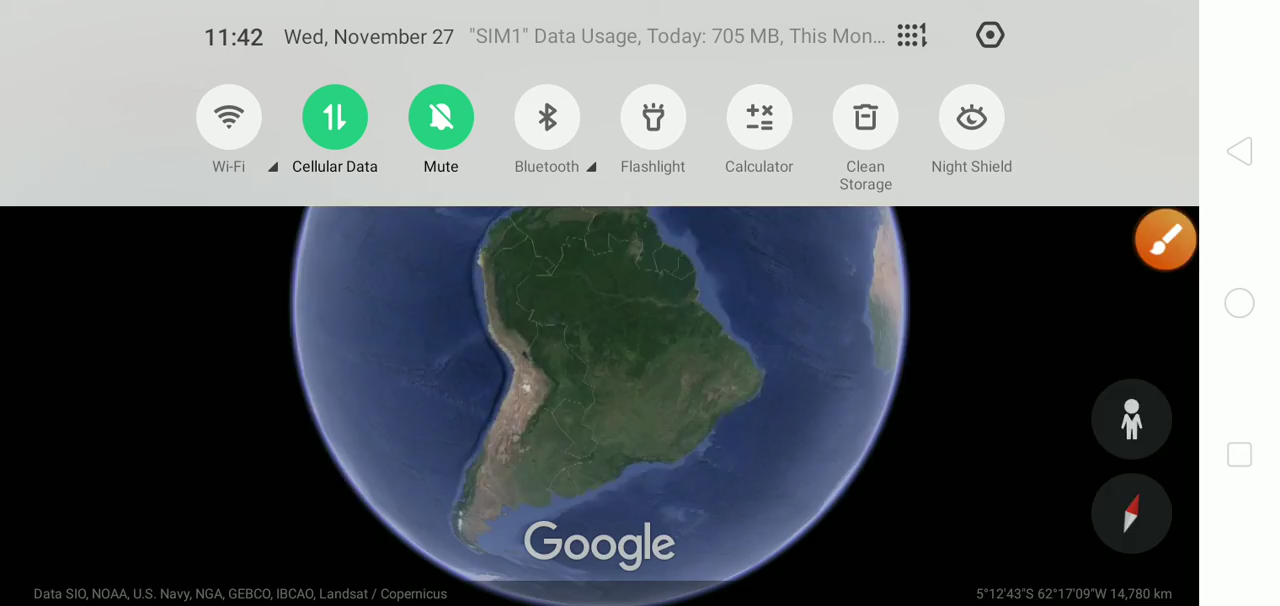 11:42 Wed, November 27 "SIM1" Data Usage, Today: 705 MB, This Mon...
Wi-Fi Cellular Data Mute Bluetooth Flashlight Calculator Clean Storage Night Shield
Google
Data SIO, NOAA, U.S. Navy, NGA, GEBCO, IBCAO, Landsat / Copernicus
5°12'43"S 62°17'09"W 14,780 km